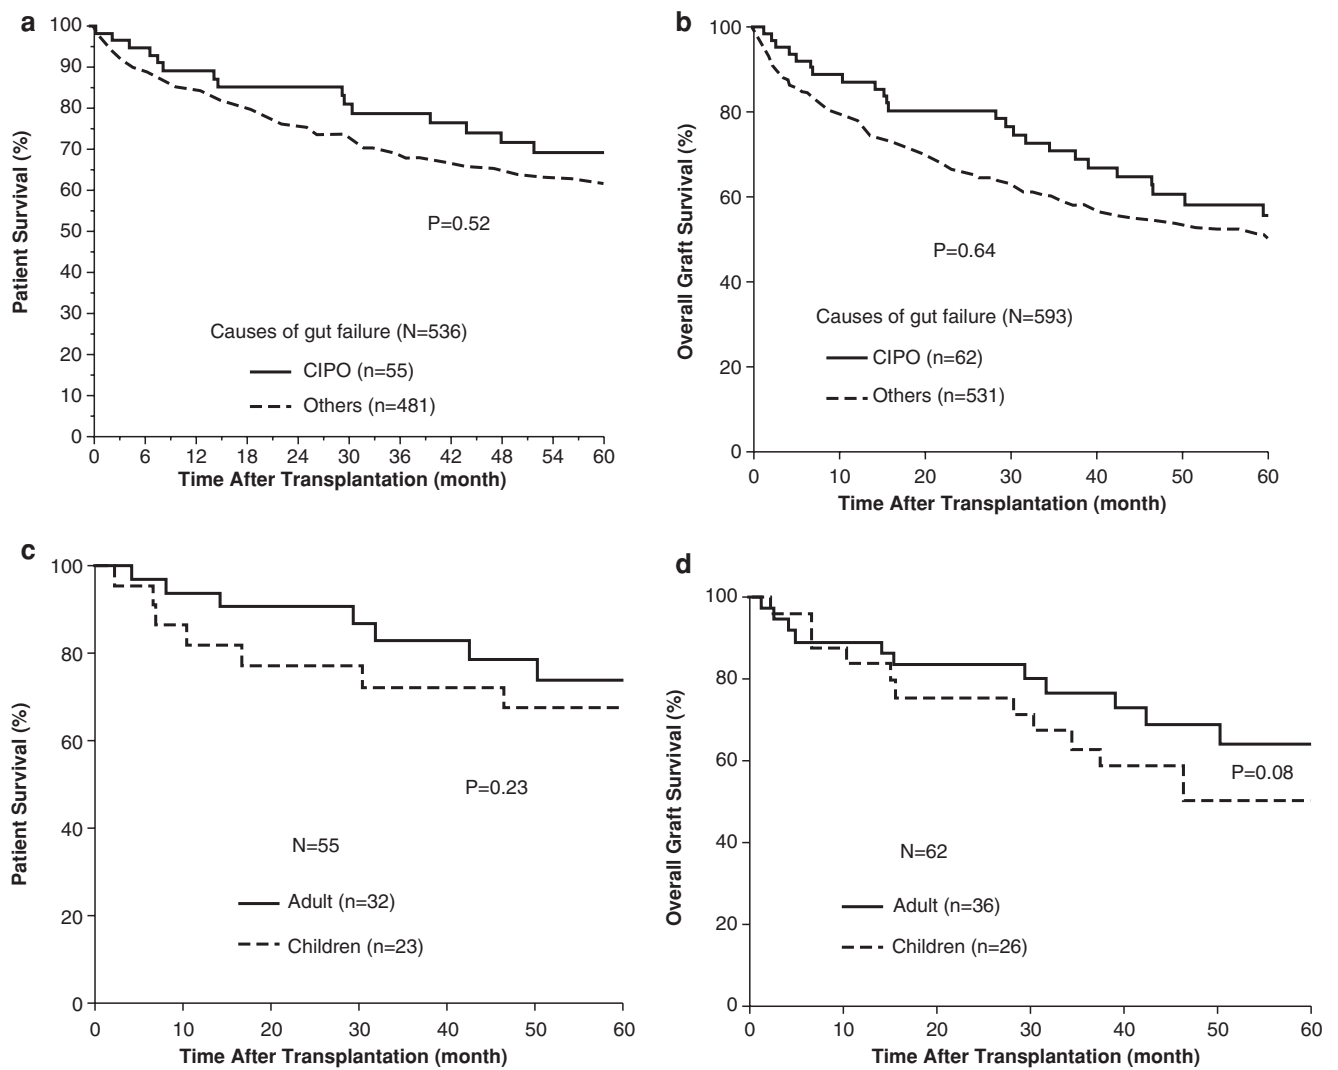 a
Patient Survival (%)
100
90
80
70
60
50
40
30
20
10
0
P=0.52
Causes of gut failure (N=536)
CIPO (n=55)
Others (n=481)
0 6 12 18 24 30 36 42 48 54 60
Time After Transplantation (month)
b
Overall Graft Survival (%)
100
80
60
40
20
0
P=0.64
Causes of gut failure (N=593)
CIPO (n=62)
Others (n=531)
0 10 20 30 40 50 60
Time After Transplantation (month)
c
Patient Survival (%)
100
80
60
40
20
0
P=0.23
N=55
Adult (n=32)
Children (n=23)
0 10 20 30 40 50 60
Time After Transplantation (month)
d
Overall Graft Survival (%)
100
80
60
40
20
0
P=0.08
N=62
Adult (n=36)
Children (n=26)
0 10 20 30 40 50 60
Time After Transplantation (month)